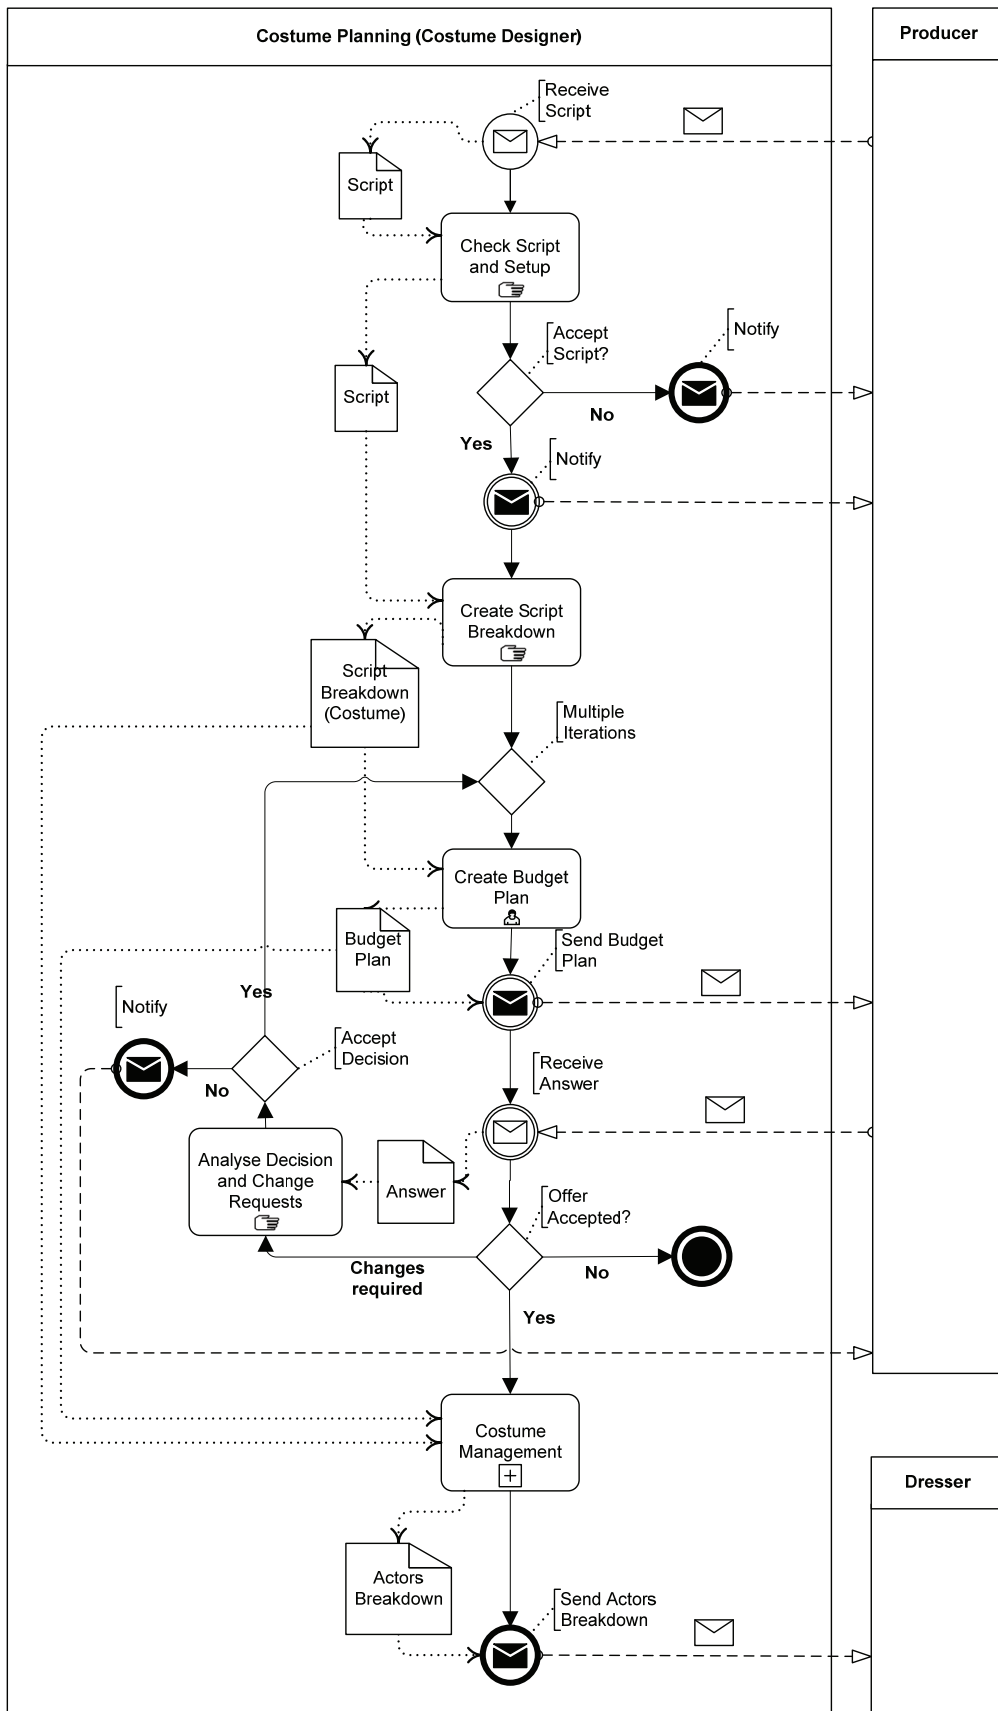 Costume Planning (Costume Designer)
Producer
Receive
Script
Script
Check Script
and Setup
Accept
Script?
Notify
Script
No
Yes
Notify
Create Script
Breakdown
Script
Breakdown
(Costume)
Multiple
Iterations
Create Budget
Plan
Budget
Plan
Send Budget
Plan
Yes
Notify
Accept
Decision
No
Receive
Answer
Analyse Decision
and Change
Requests
Answer
Offer
Accepted?
Changes
required
No
Yes
Costume
Management
Dresser
Actors
Breakdown
Send Actors
Breakdown